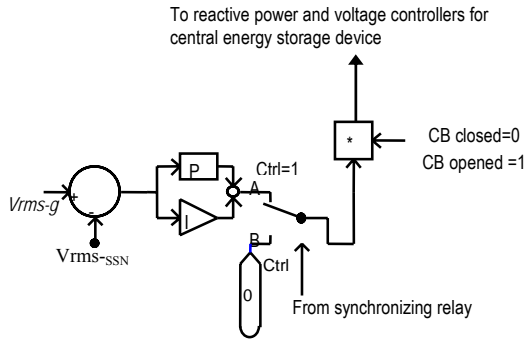 To reactive power and voltage controllers for
central energy storage device
*
CB closed=0
CB opened =1
P
Ctrl=1
A
+
Vrms-g
-
I
Vrms-SSN
B
Ctrl
0
From synchronizing relay